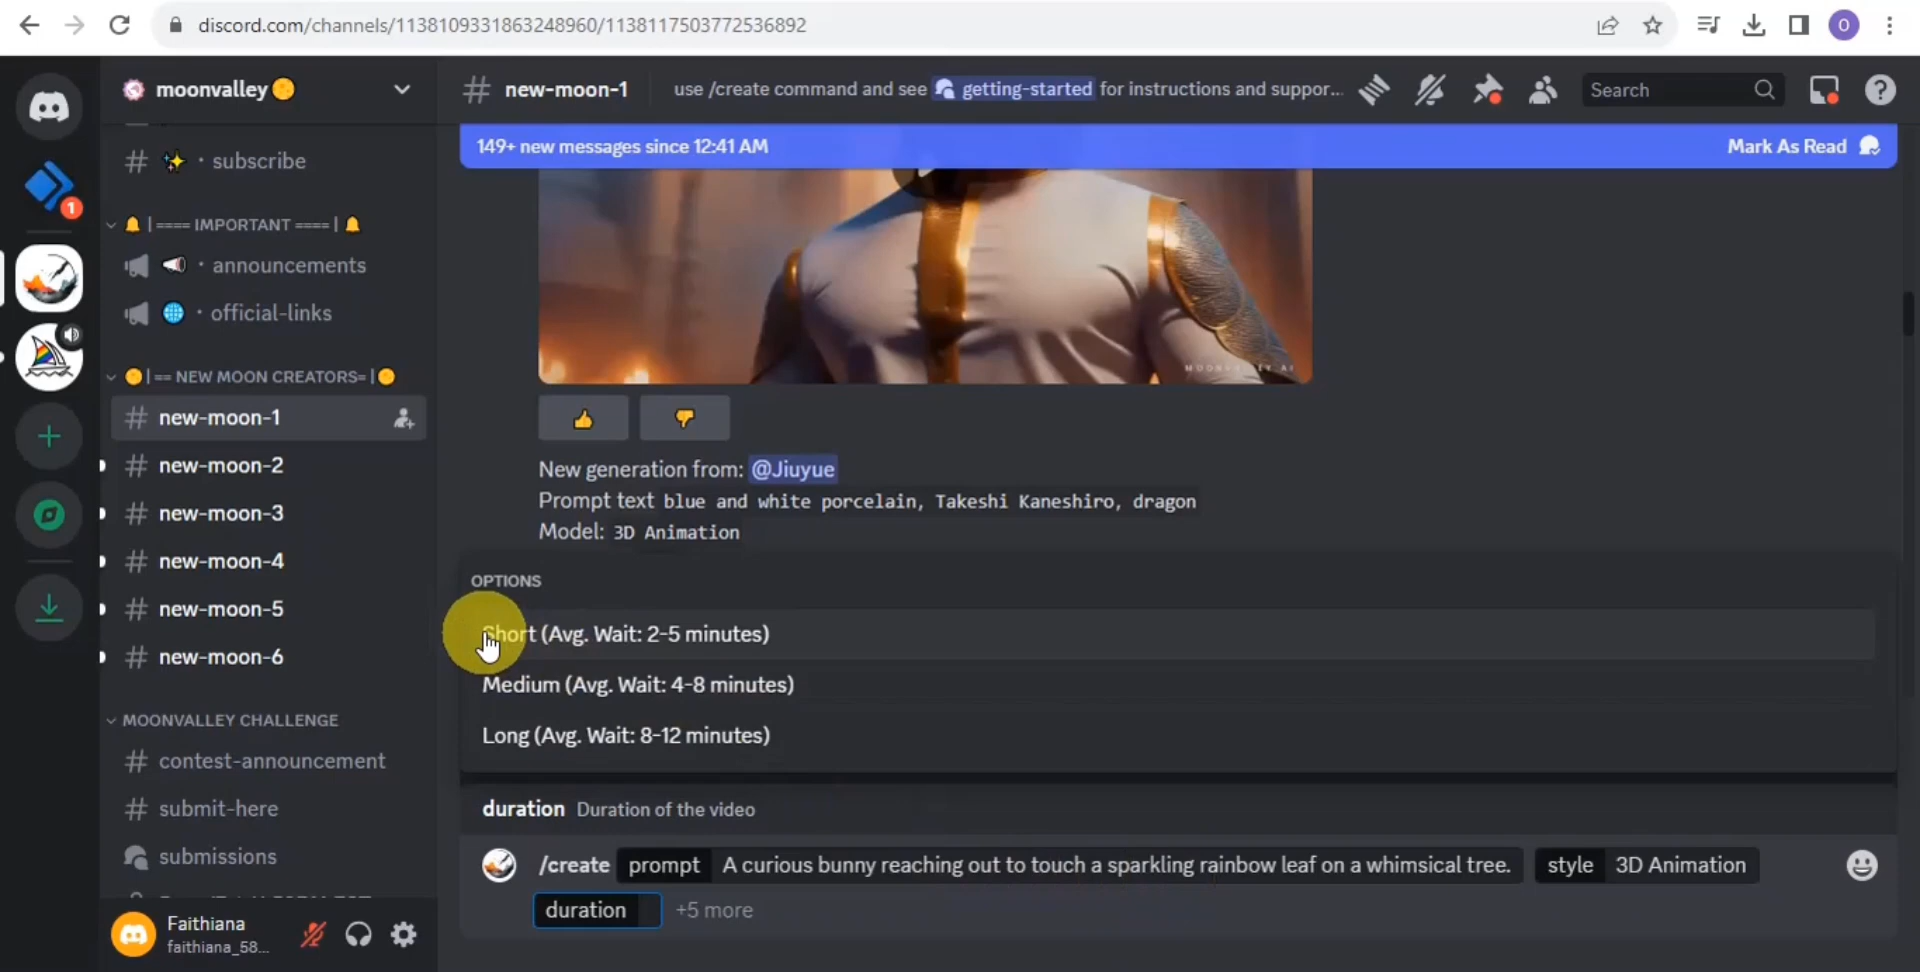 discord.com/channels/1138109331863248960/1138117503772536892
O
moonvalley
# new-moon-1 use /create command and see getting-started for instructions and suppor...
Search
149+ new messages since 12:41 AM Mark As Read
1
# ✨ · subscribe
🔔 | ==== IMPORTANT ==== | 🔔
📢 · announcements
🌐 · official-links
| == NEW MOON CREATORS= |
# new-moon-1
# new-moon-2
# new-moon-3
# new-moon-4
# new-moon-5
# new-moon-6
MOONVALLEY CHALLENGE
# contest-announcement
# submit-here
submissions
Faithiana
faithiana_58...
MOONVALLEY AI
New generation from: @Jiuyue
Prompt text blue and white porcelain, Takeshi Kaneshiro, dragon
Model: 3D Animation
OPTIONS
Short (Avg. Wait: 2-5 minutes)
Medium (Avg. Wait: 4-8 minutes)
Long (Avg. Wait: 8-12 minutes)
duration Duration of the video
/create prompt A curious bunny reaching out to touch a sparkling rainbow leaf on a whimsical tree. style 3D Animation
duration +5 more